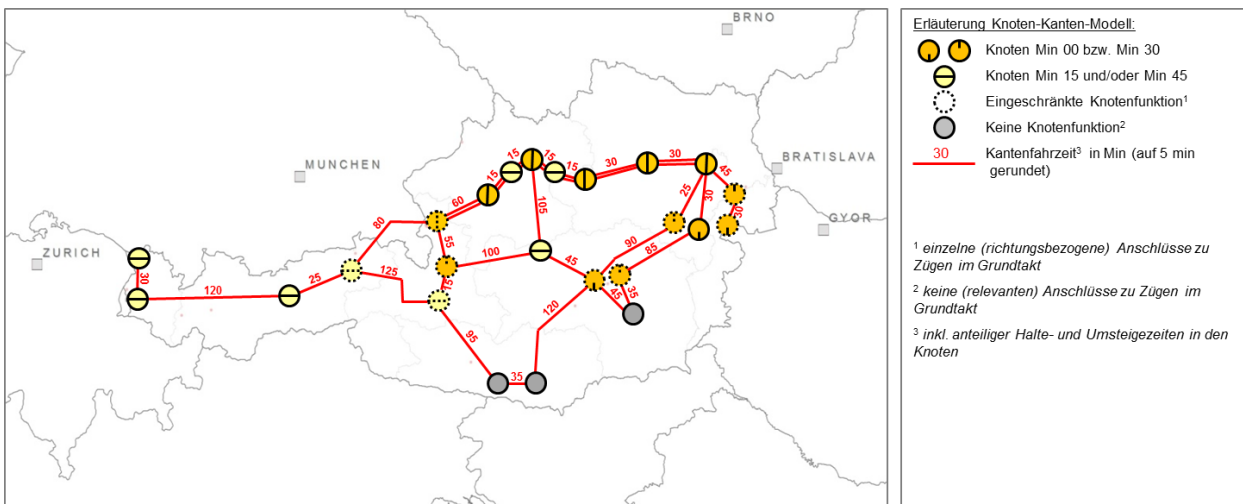 BRNO
MUNCHEN
BRATISLAVA
GYOR
ZURICH
15
15
15
15
30
30
45
60
25
30
30
80
55
105
90
85
100
45
30
25
125
15
35
45
120
120
95
35
Erläuterung Knoten-Kanten-Modell:
Knoten Min 00 bzw. Min 30
Knoten Min 15 und/oder Min 45
Eingeschränkte Knotenfunktion¹
Keine Knotenfunktion²
30 Kantenfahrzeit³ in Min (auf 5 min
gerundet)
¹ einzelne (richtungsbezogene) Anschlüsse zu
Zügen im Grundtakt
² keine (relevanten) Anschlüsse zu Zügen im
Grundtakt
³ inkl. anteiliger Halte- und Umsteigezeiten in den
Knoten